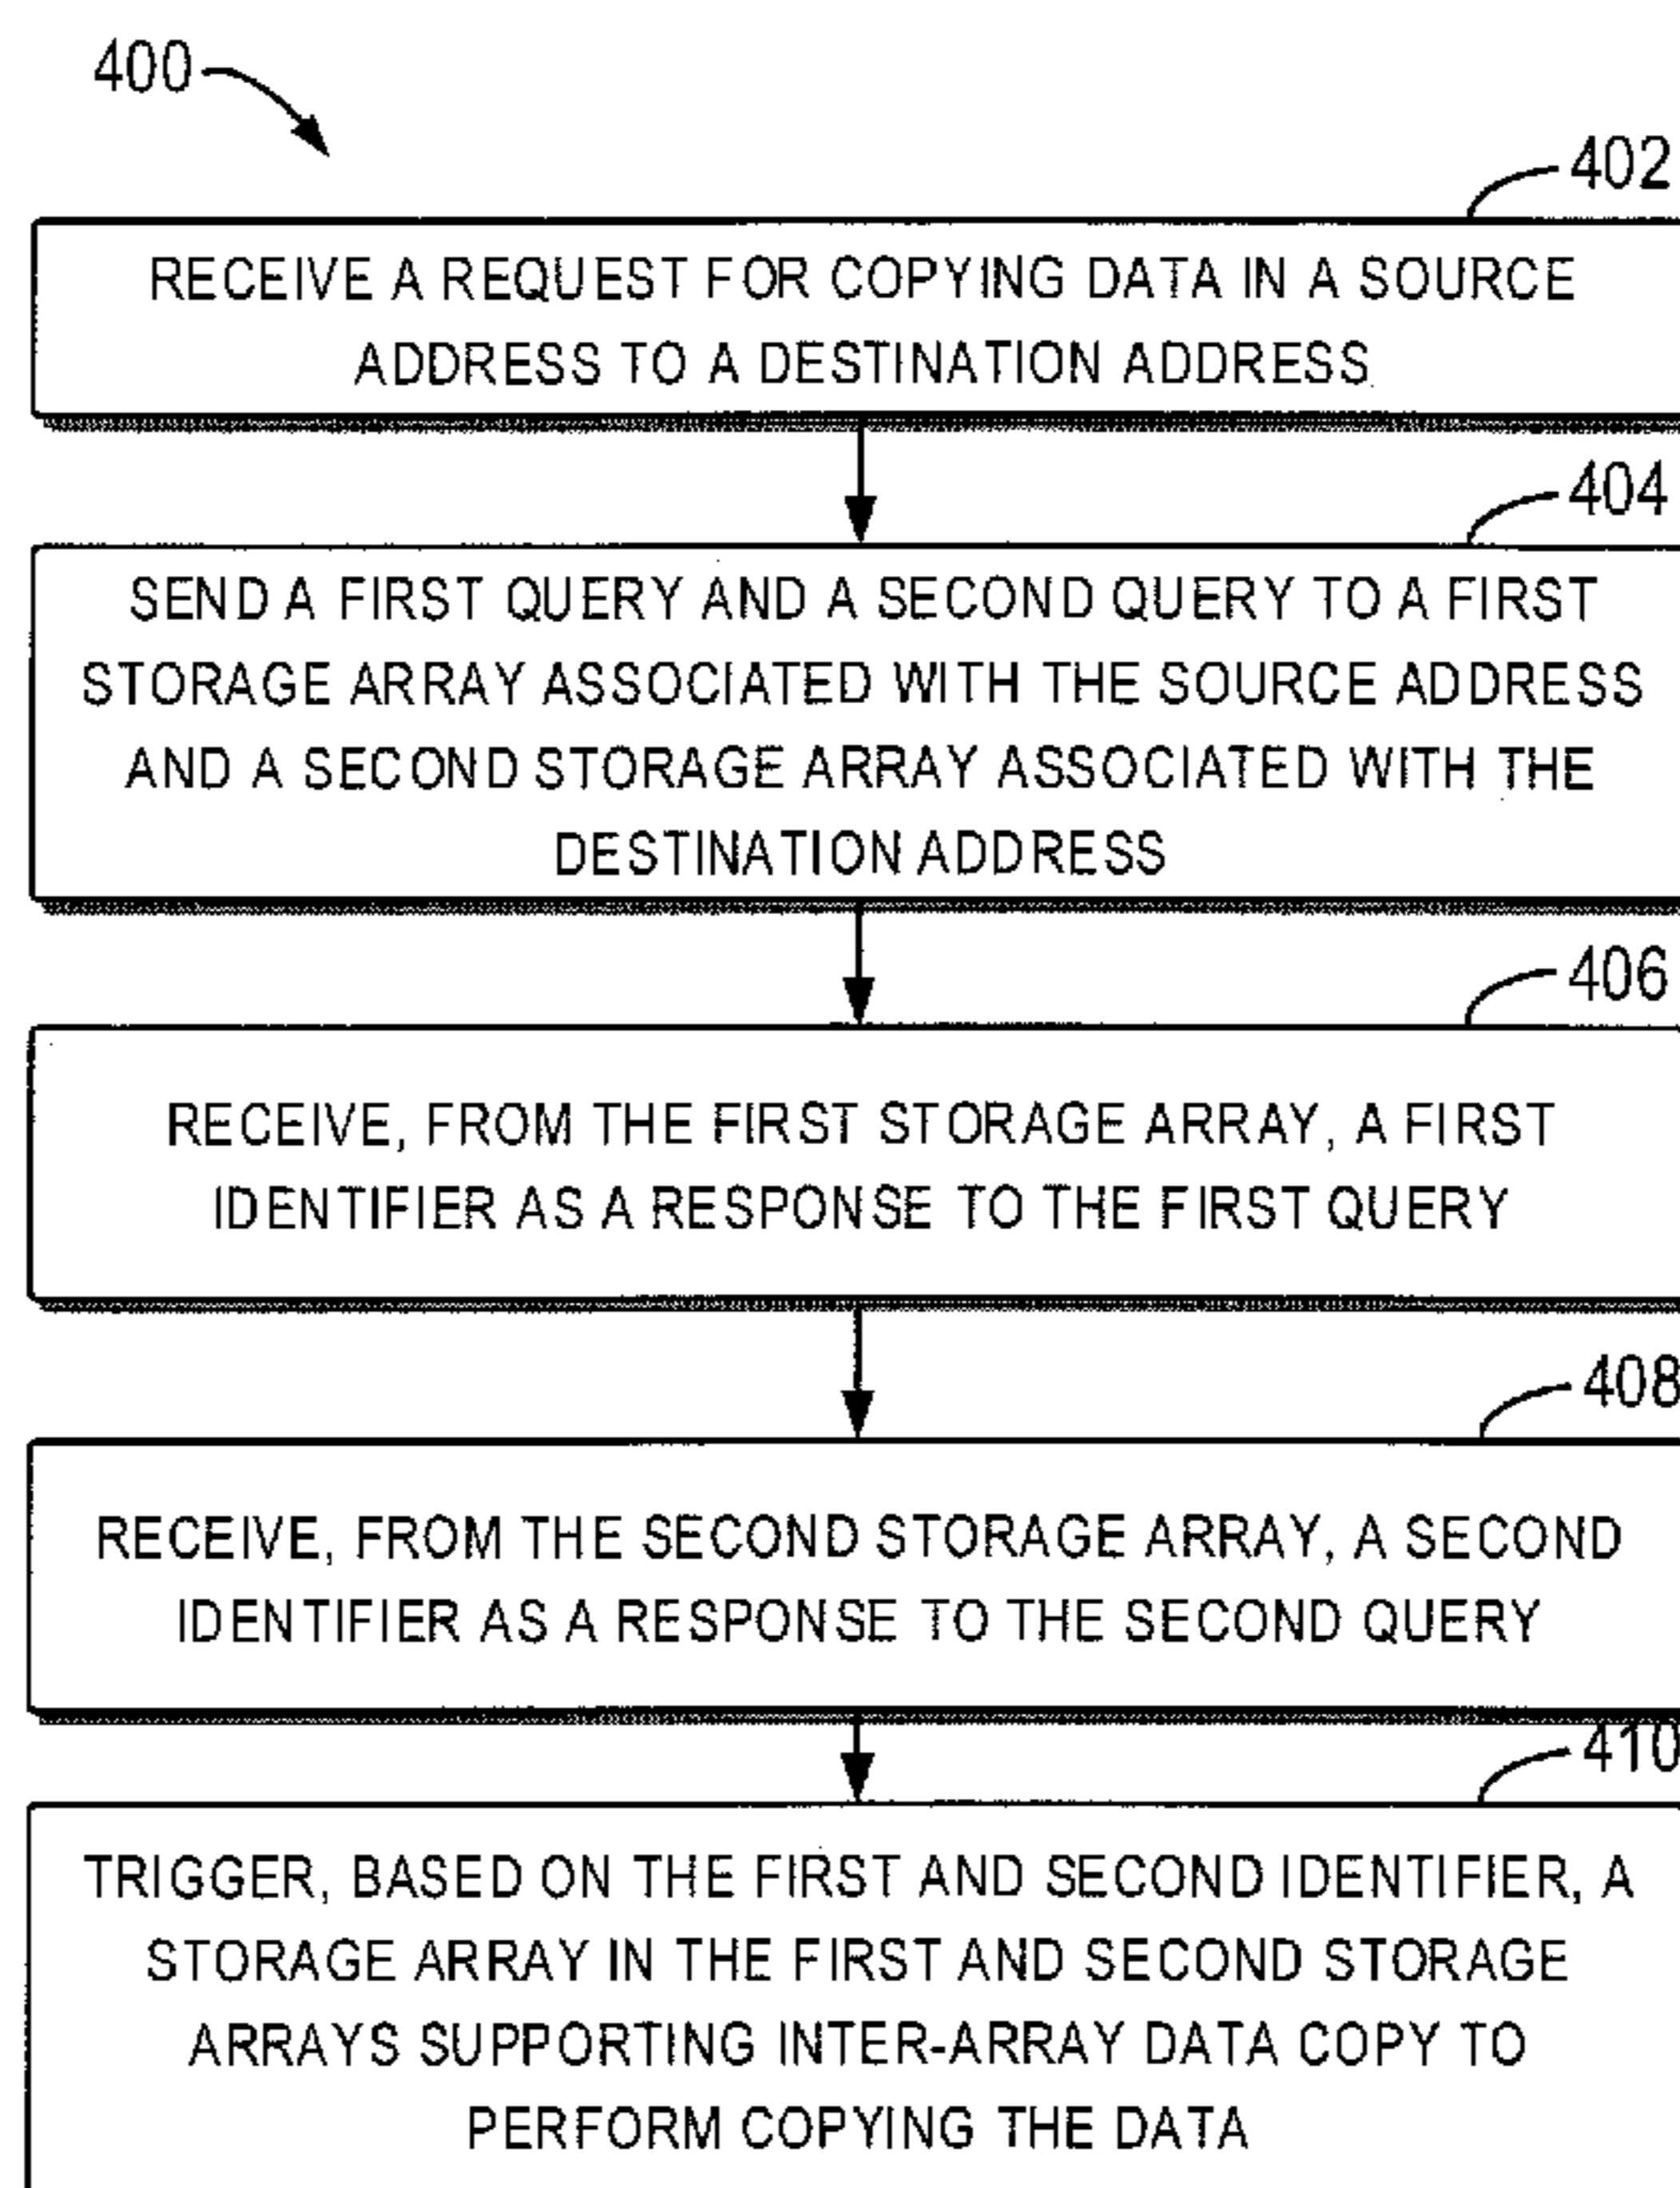 400
402
RECEIVE A REQUEST FOR COPYING DATA IN A SOURCE
ADDRESS TO A DESTINATION ADDRESS
404
SEND A FIRST QUERY AND A SECOND QUERY TO A FIRST
STORAGE ARRAY ASSOCIATED WITH THE SOURCE ADDRESS
AND A SECOND STORAGE ARRAY ASSOCIATED WITH THE
DESTINATION ADDRESS
406
RECEIVE, FROM THE FIRST STORAGE ARRAY, A FIRST
IDENTIFIER AS A RESPONSE TO THE FIRST QUERY
408
RECEIVE, FROM THE SECOND STORAGE ARRAY, A SECOND
IDENTIFIER AS A RESPONSE TO THE SECOND QUERY
410
TRIGGER, BASED ON THE FIRST AND SECOND IDENTIFIER, A
STORAGE ARRAY IN THE FIRST AND SECOND STORAGE
ARRAYS SUPPORTING INTER-ARRAY DATA COPY TO
PERFORM COPYING THE DATA